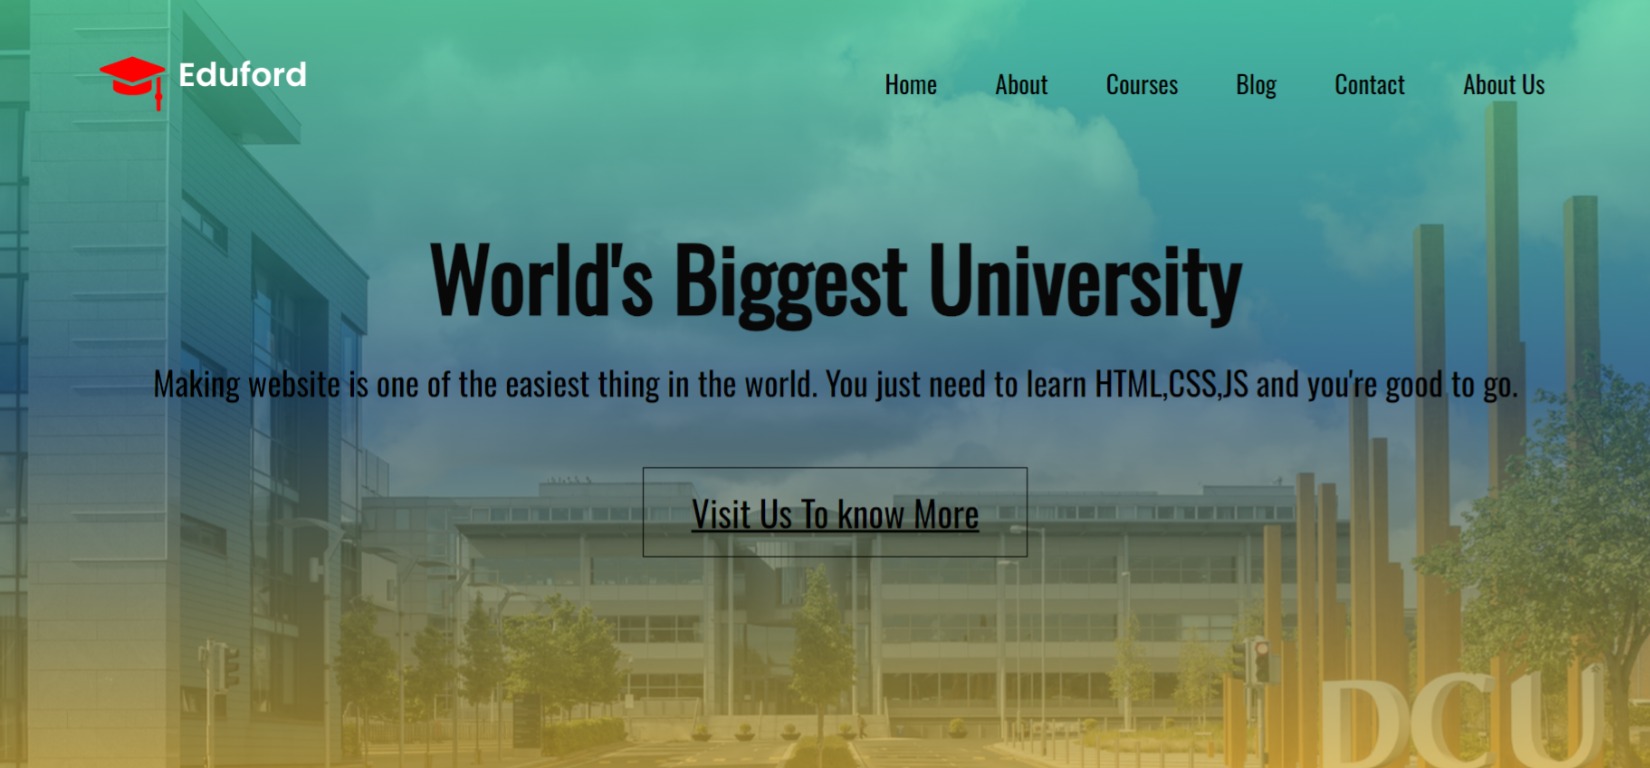 Eduford
Home About Courses Blog Contact About Us
World's Biggest University
Making website is one of the easiest thing in the world. You just need to learn HTML,CSS,JS and you're good to go.
Visit Us To know More
DCU